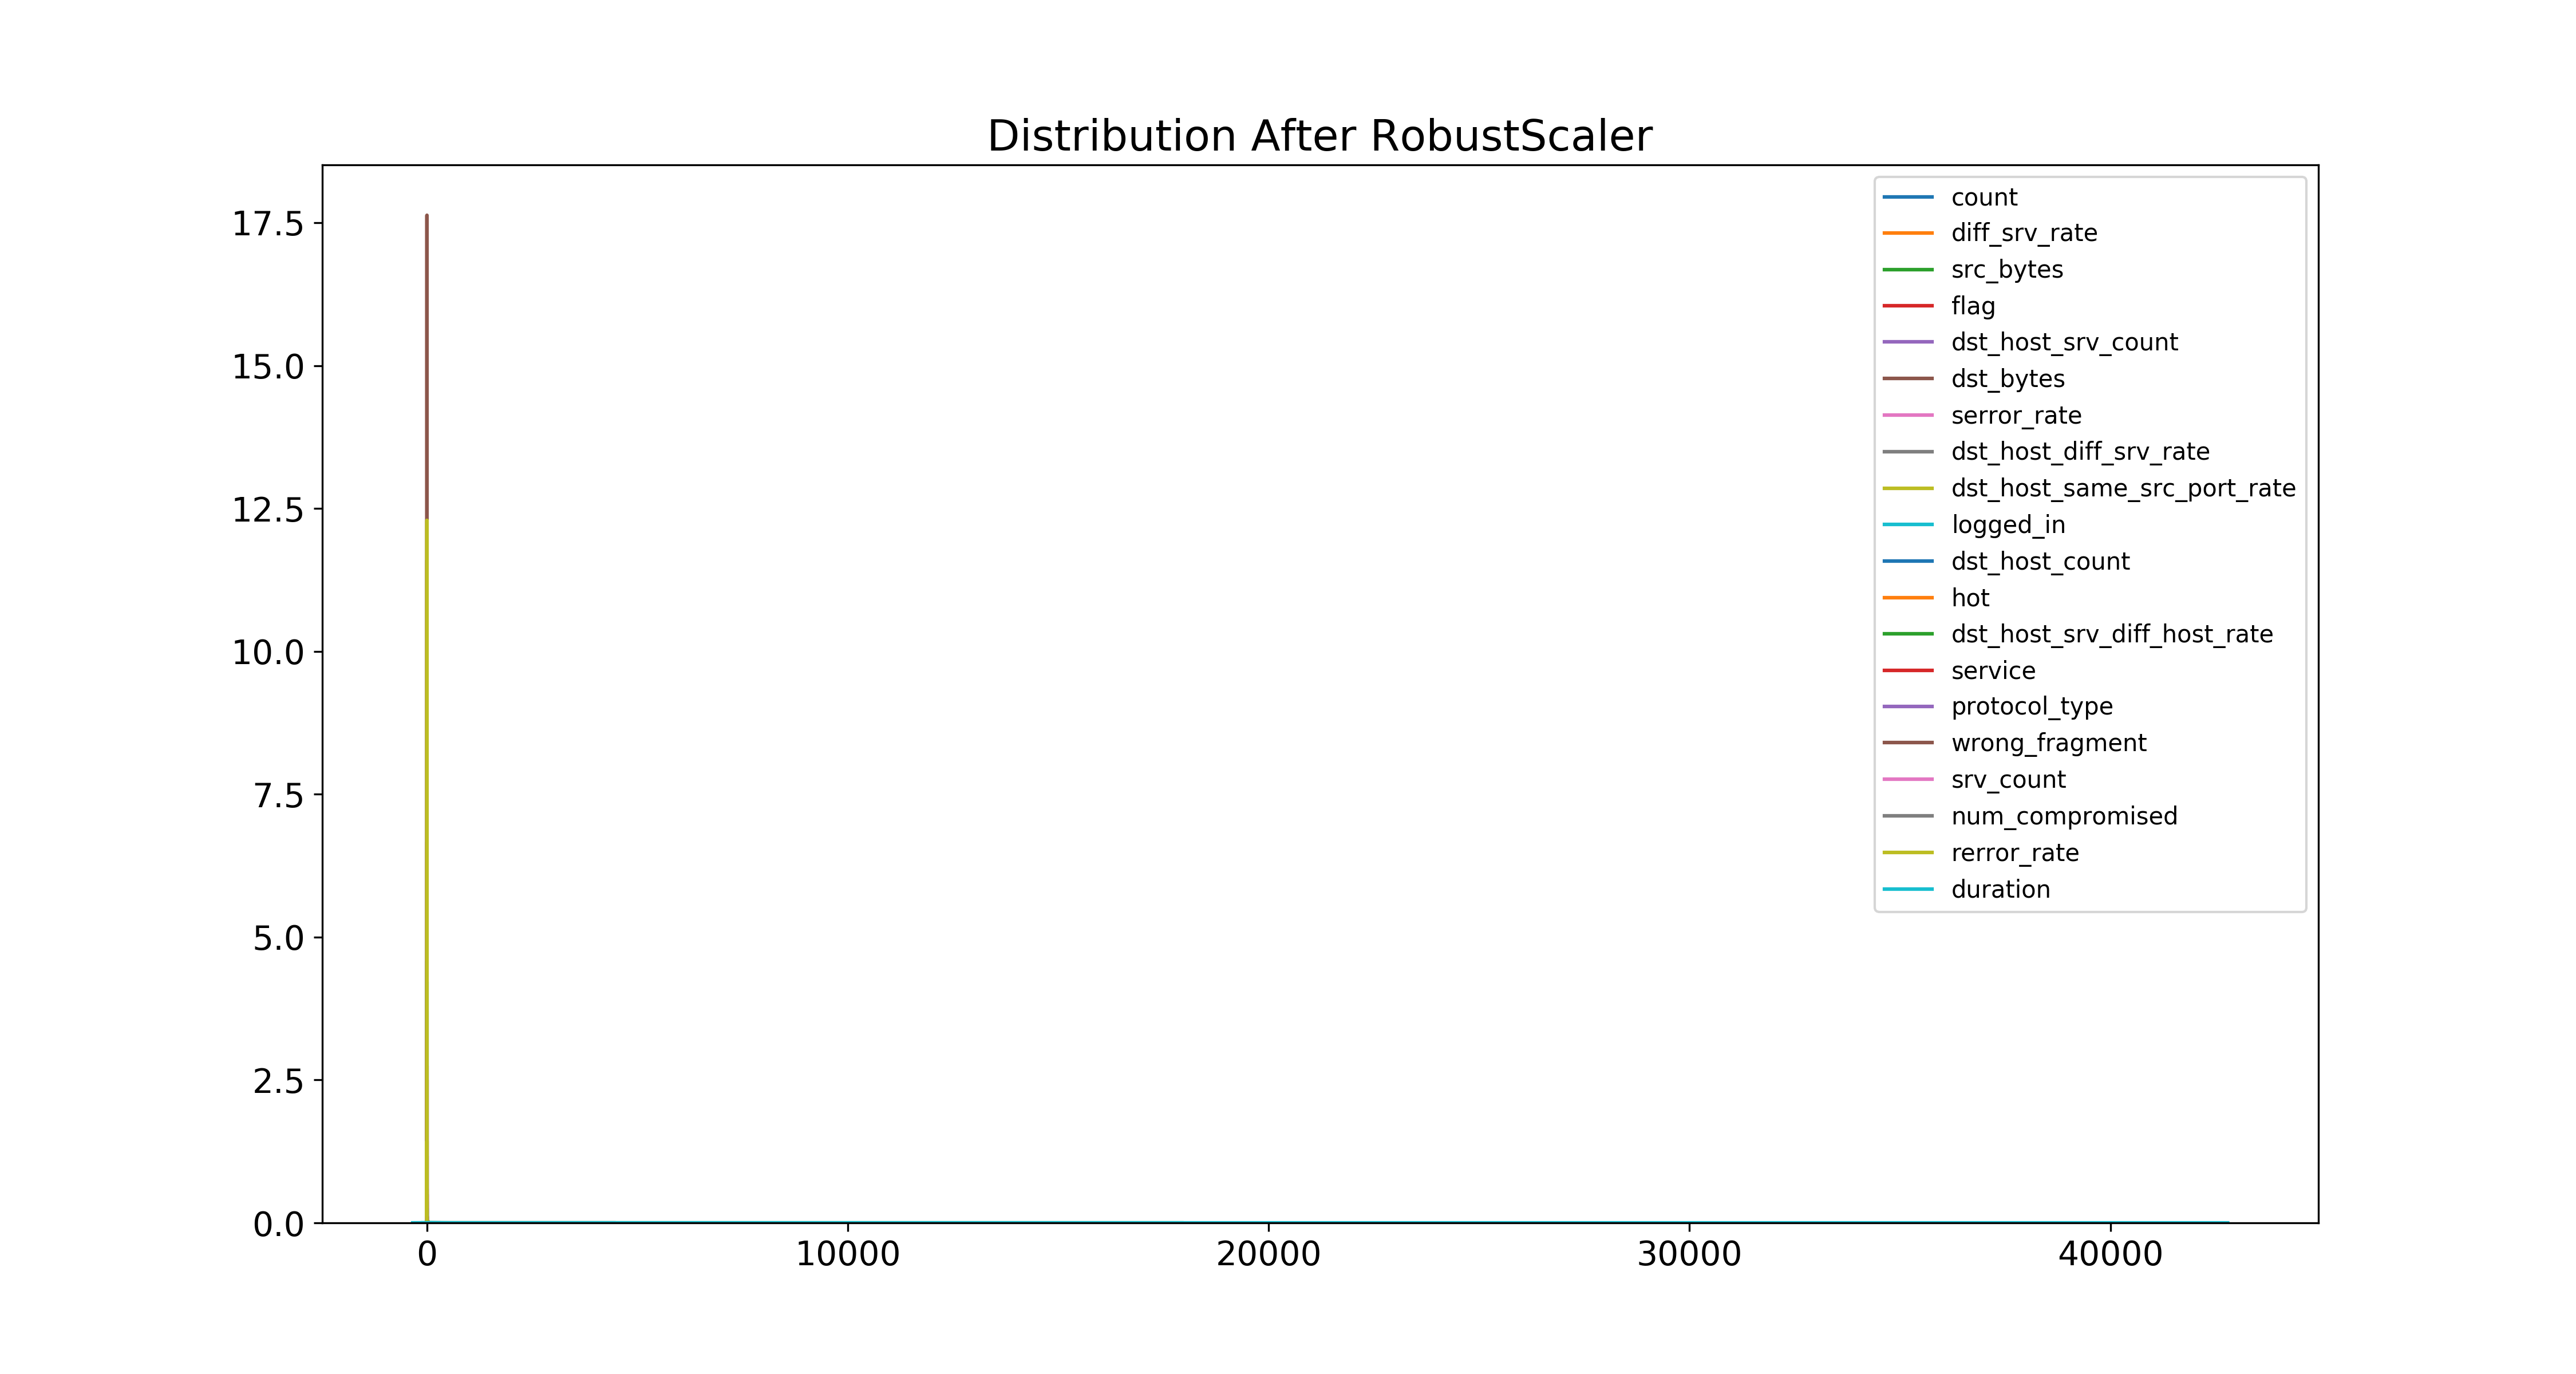 Distribution After RobustScaler
17.5
15.0
12.5
10.0
7.5
5.0
2.5
0.0
0
10000
20000
30000
40000
count
diff_srv_rate
src_bytes
flag
dst_host_srv_count
dst_bytes
serror_rate
dst_host_diff_srv_rate
dst_host_same_src_port_rate
logged_in
dst_host_count
hot
dst_host_srv_diff_host_rate
service
protocol_type
wrong_fragment
srv_count
num_compromised
rerror_rate
duration